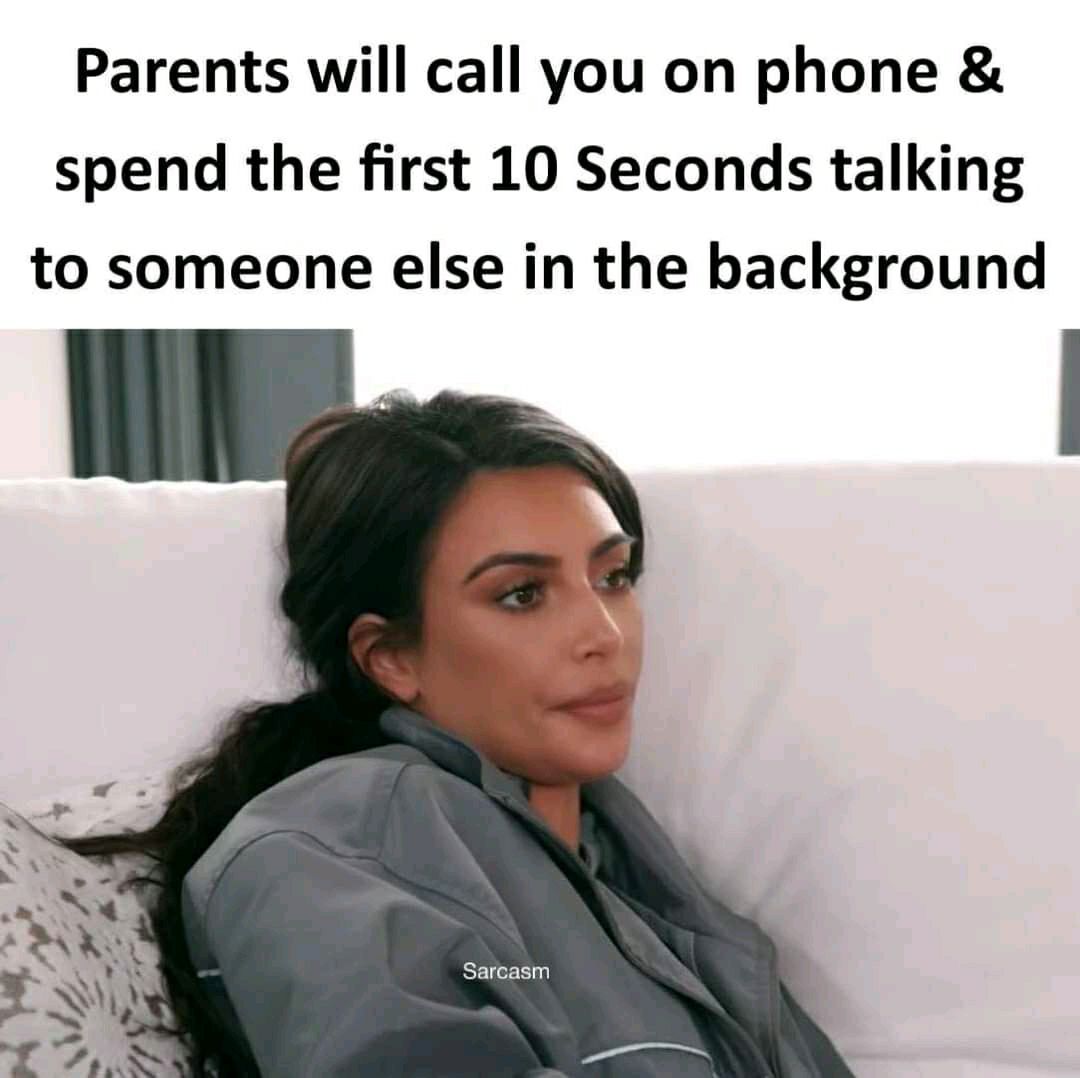 Parents will call you on phone &
spend the first 10 Seconds talking
to someone else in the background
Sarcasm